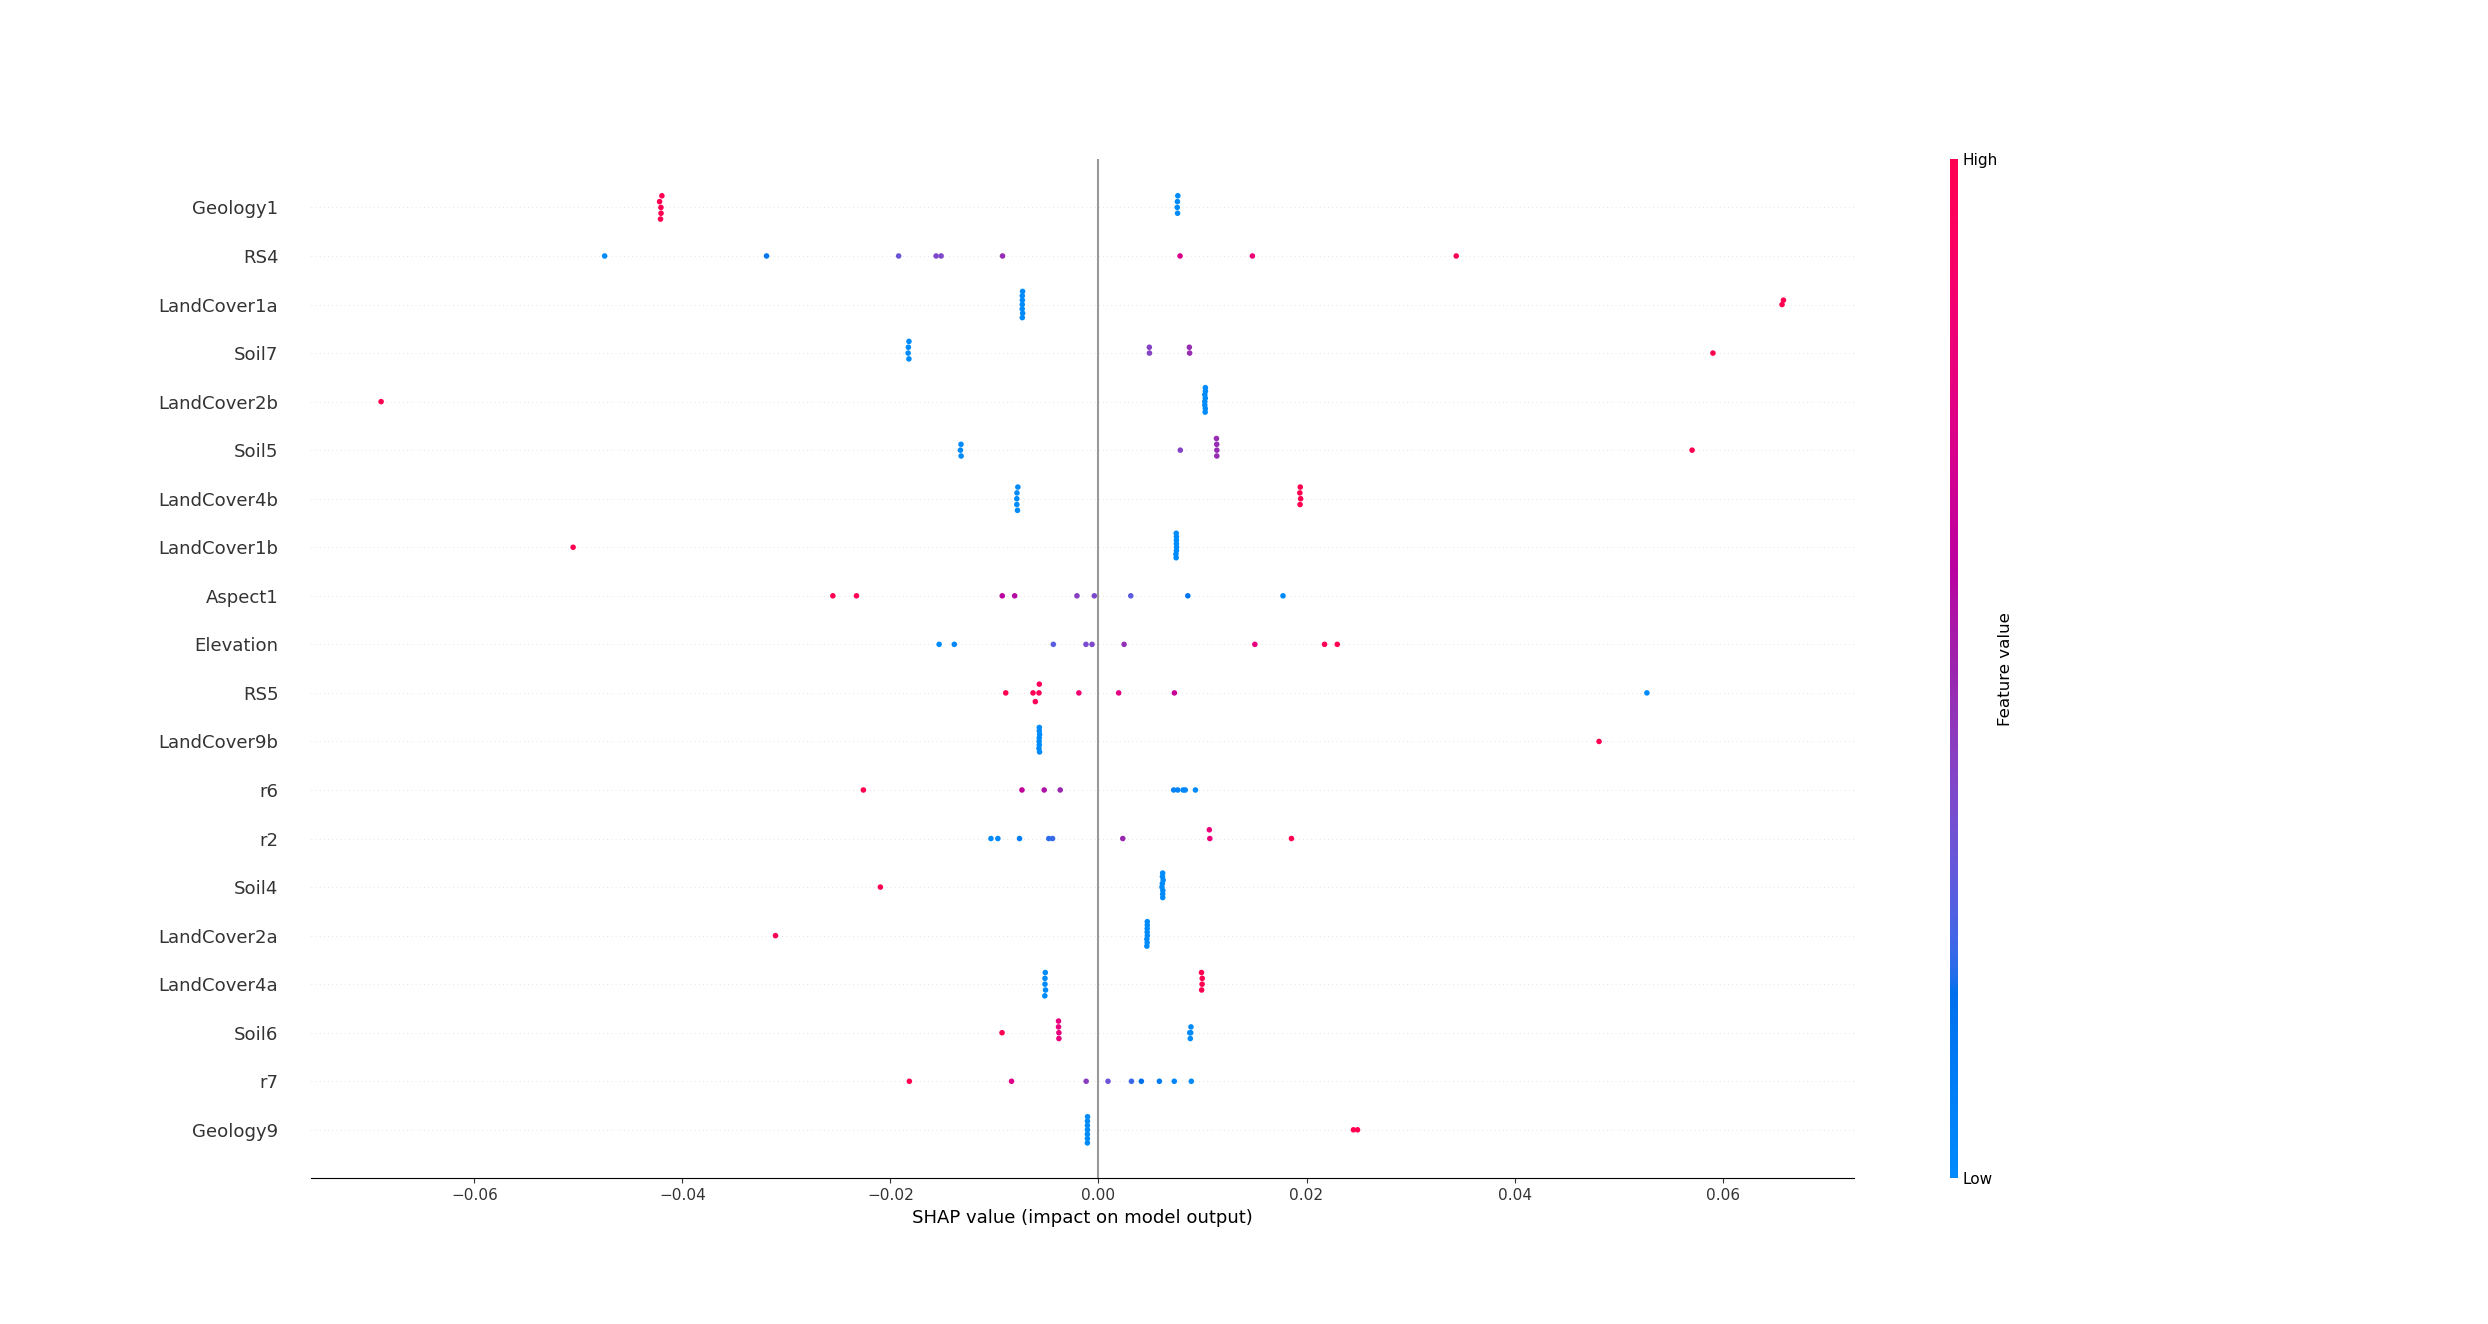 High
Geology1
RS4
LandCover1a
Soil7
LandCover2b
Soil5
LandCover4b
LandCover1b
Aspect1
Elevation
RS5
LandCover9b
r6
r2
Soil4
LandCover2a
LandCover4a
Soil6
r7
Geology9
Feature value
Low
−0.06 −0.04 −0.02 0.00 0.02 0.04 0.06
SHAP value (impact on model output)